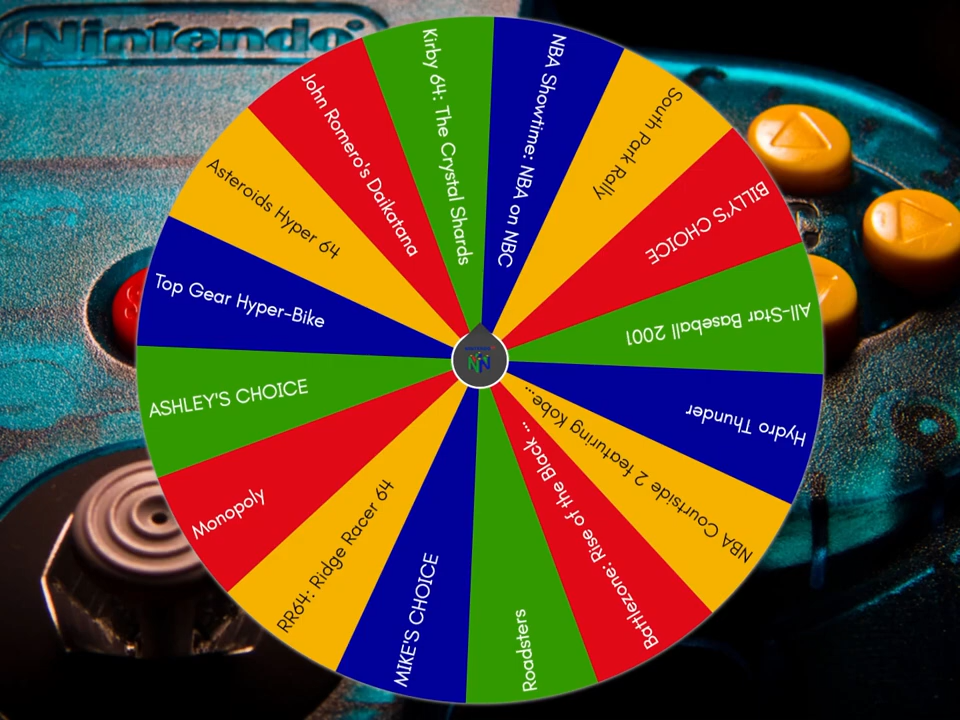 Nintendo®
Kirby 64: The Crystal Shards
NBA Showtime: NBA on NBC
South Park Rally
BILLY'S CHOICE
All-Star Baseball 2001
Hydro Thunder
NBA Courtside 2 featuring Kobe...
Battlezone: Rise of the Black ...
Roadsters
MIKE'S CHOICE
RR64: Ridge Racer 64
Monopoly
ASHLEY'S CHOICE
Top Gear Hyper-Bike
Asteroids Hyper 64
John Romero's Daikatana